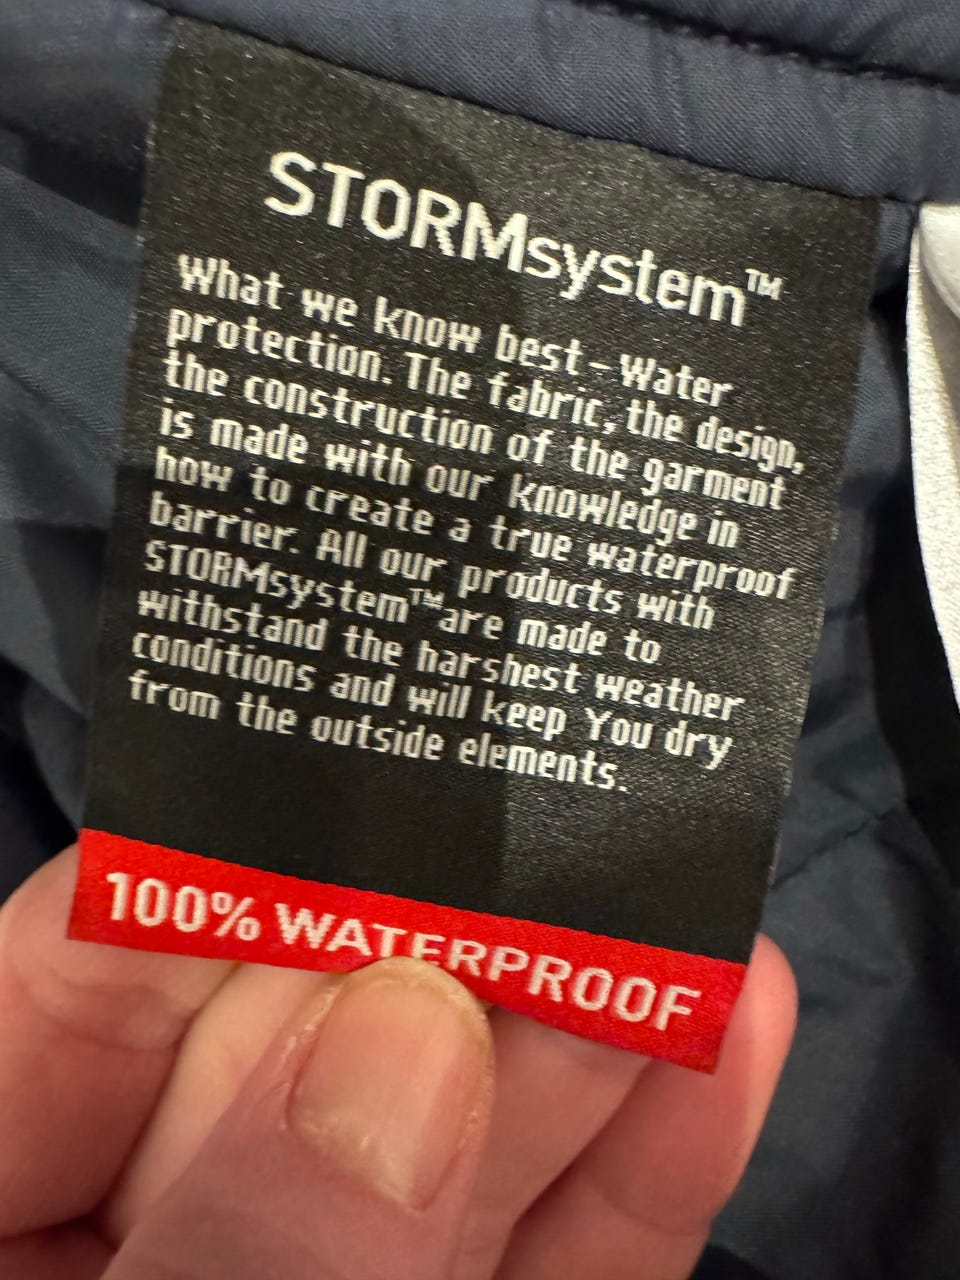 STORMsystem™
What we know best - Water
protection. The fabric, the design,
the construction of the garment
is made with our knowledge in
how to create a true waterproof
barrier. All our products with
STORMsystem™ are made to
withstand the harshest weather
conditions and will keep You dry
from the outside elements.
100% WATERPROOF